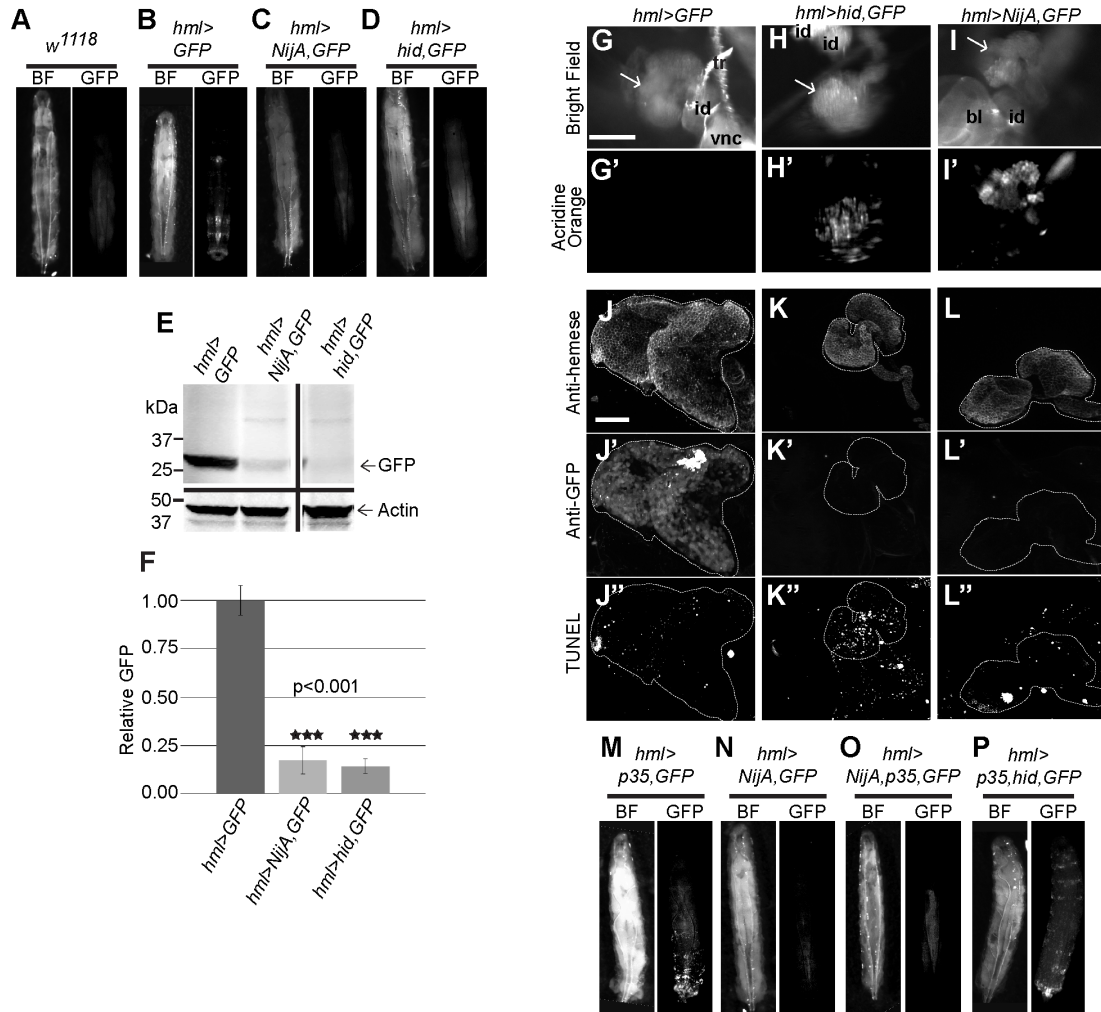 A
w1118
BF GFP
B
hml>
GFP
BF GFP
C
hml>
NijA,GFP
BF GFP
D
hml>
hid,GFP
BF GFP
E
hml>
GFP
hml>
NijA,GFP
hml>
hid,GFP
kDa
37
25
←GFP
50
37
←Actin
F
Relative GFP
1.00
0.75
0.50
0.25
0.00
p<0.001
★★★ ★★★
hml>GFP
hml>NijA,GFP
hml>hid,GFP
hml>GFP
hml>hid,GFP
hml>NijA,GFP
Bright Field
G
tr
id
vnc
H
id
id
I
bl
id
Acridine
Orange
G'
H'
I'
Anti-hemese
J
K
L
Anti-GFP
J'
K'
L'
TUNEL
J''
K''
L''
M
hml>
p35,GFP
BF GFP
N
hml>
NijA,GFP
BF GFP
O
hml>
NijA,p35,GFP
BF GFP
P
hml>
p35,hid,GFP
BF GFP